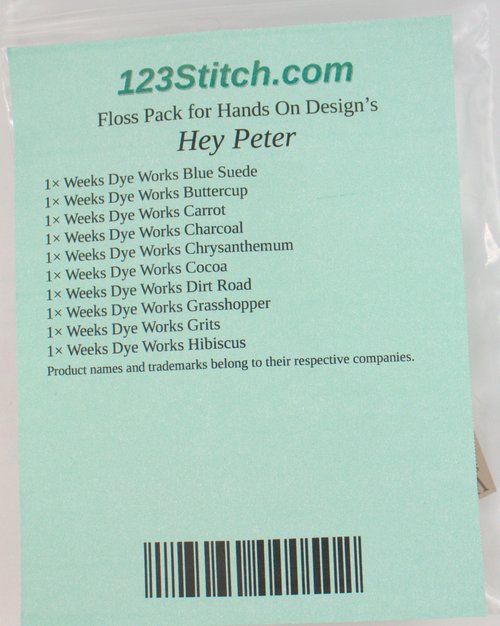 123Stitch.com
Floss Pack for Hands On Design's
Hey Peter
1× Weeks Dye Works Blue Suede
1× Weeks Dye Works Buttercup
1× Weeks Dye Works Carrot
1× Weeks Dye Works Charcoal
1× Weeks Dye Works Chrysanthemum
1× Weeks Dye Works Cocoa
1× Weeks Dye Works Dirt Road
1× Weeks Dye Works Grasshopper
1× Weeks Dye Works Grits
1× Weeks Dye Works Hibiscus
Product names and trademarks belong to their respective companies.